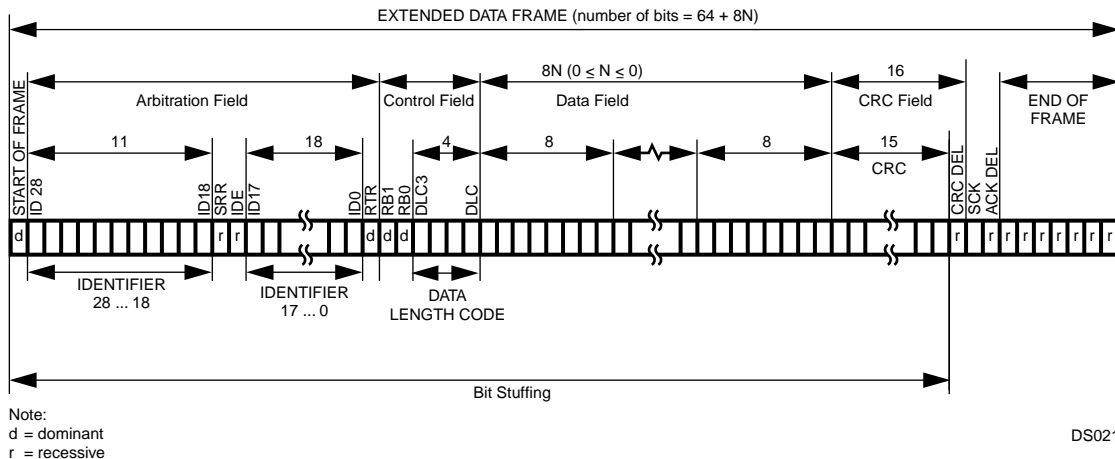 EXTENDED DATA FRAME (number of bits = 64 + 8N)
8N (0 ≤ N ≤ 0)
16
Arbitration Field
Control Field
Data Field
CRC Field
END OF
FRAME
11
18
4
8
8
15
CRC
START OF FRAME
ID 28
ID18
SRR
IDE
ID17
ID0
RTR
RB1
RB0
DLC3
DLC
CRC DEL
SCK
ACK DEL
d r r d d d r r r r r r r r r
IDENTIFIER
28 ... 18
IDENTIFIER
17 ... 0
DATA
LENGTH CODE
Bit Stuffing
Note:
d = dominant
r = recessive
DS021